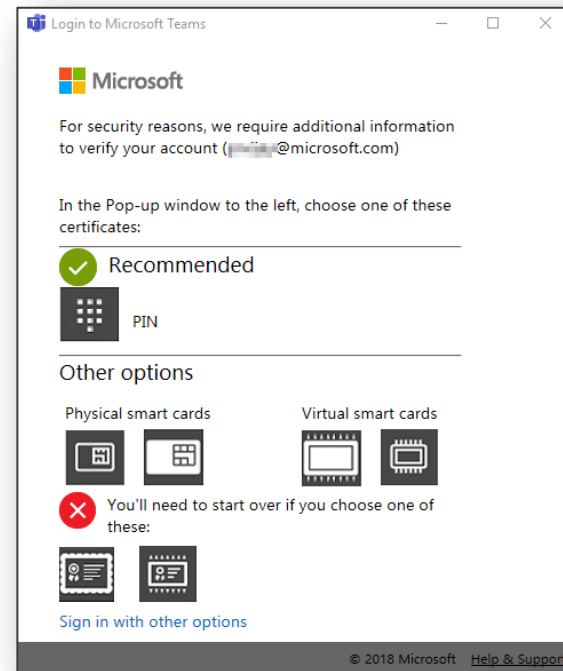 Login to Microsoft Teams
Microsoft
For security reasons, we require additional information
to verify your account (@microsoft.com)
In the Pop-up window to the left, choose one of these
certificates:
Recommended
PIN
Other options
Physical smart cards
Virtual smart cards
You'll need to start over if you choose one of
these:
Sign in with other options
© 2018 Microsoft Help & Support